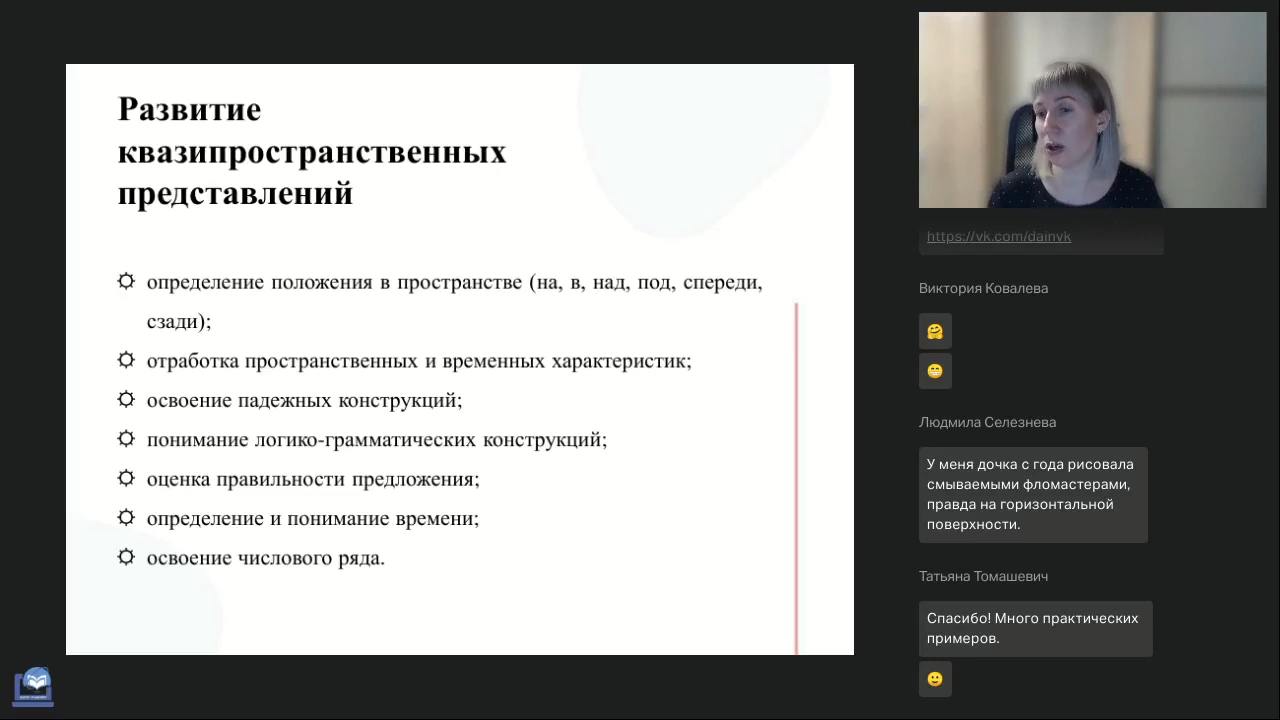 Развитие
квазипространственных
представлений
определение положения в пространстве (на, в, над, под, спереди,
сзади);
отработка пространственных и временных характеристик;
освоение падежных конструкций;
понимание логико-грамматических конструкций;
оценка правильности предложения;
определение и понимание времени;
освоение числового ряда.
https://vk.com/dainvk
Виктория Ковалева
🤗
😁
Людмила Селезнева
У меня дочка с года рисовала
смываемыми фломастерами,
правда на горизонтальной
поверхности.
Татьяна Томашевич
Спасибо! Много практических
примеров.
🙂